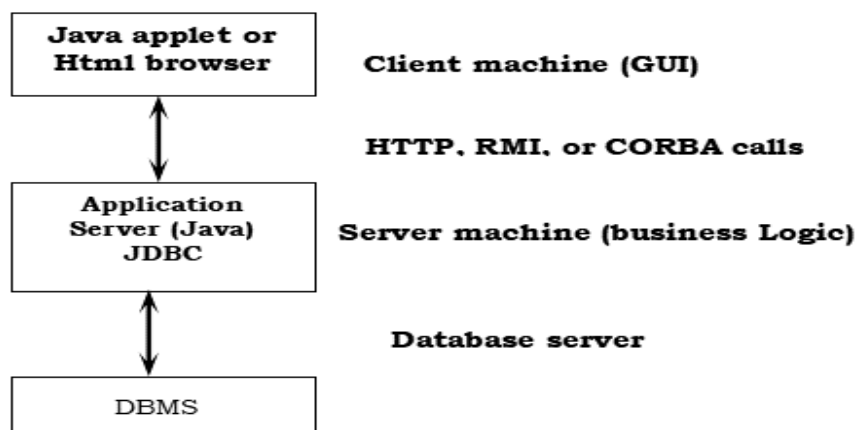 Java applet or
Html browser
Client machine (GUI)
HTTP, RMI, or CORBA calls
Application
Server (Java)
JDBC
Server machine (business Logic)
Database server
DBMS